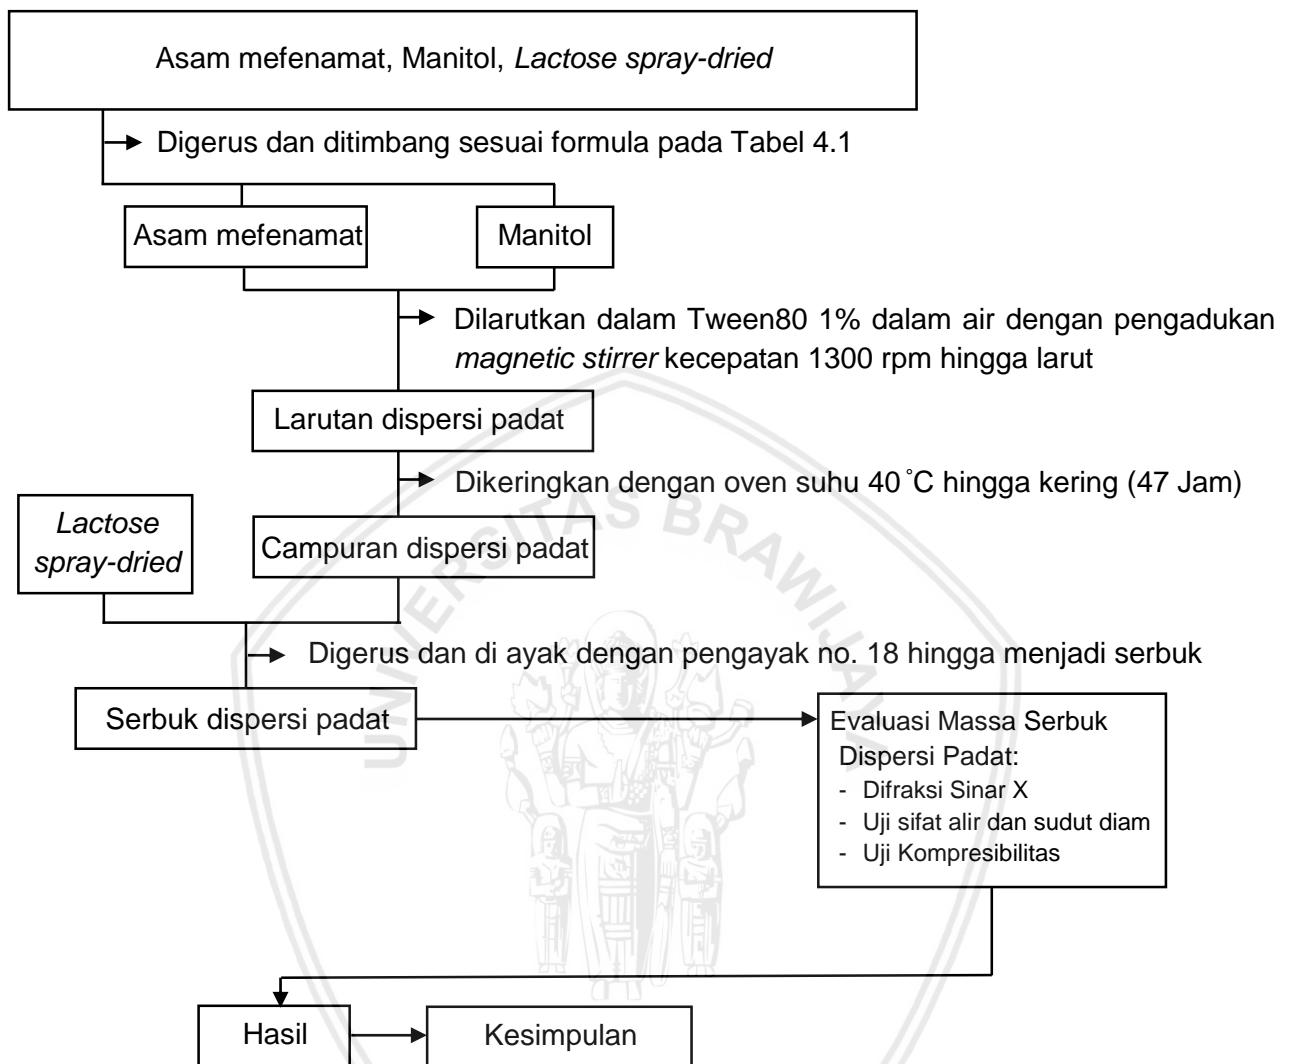 Asam mefenamat, Manitol, Lactose spray-dried
Digerus dan ditimbang sesuai formula pada Tabel 4.1
Asam mefenamat
Manitol
Dilarutkan dalam Tween80 1% dalam air dengan pengadukan
magnetic stirrer kecepatan 1300 rpm hingga larut
Larutan dispersi padat
Dikeringkan dengan oven suhu 40 °C hingga kering (47 Jam)
Lactose
spray-dried
Campuran dispersi padat
Digerus dan di ayak dengan pengayak no. 18 hingga menjadi serbuk
Serbuk dispersi padat
Evaluasi Massa Serbuk
Dispersi Padat:
- Difraksi Sinar X
- Uji sifat alir dan sudut diam
- Uji Kompresibilitas
Hasil
Kesimpulan
UNIVERSITAS BRAWIJAYA